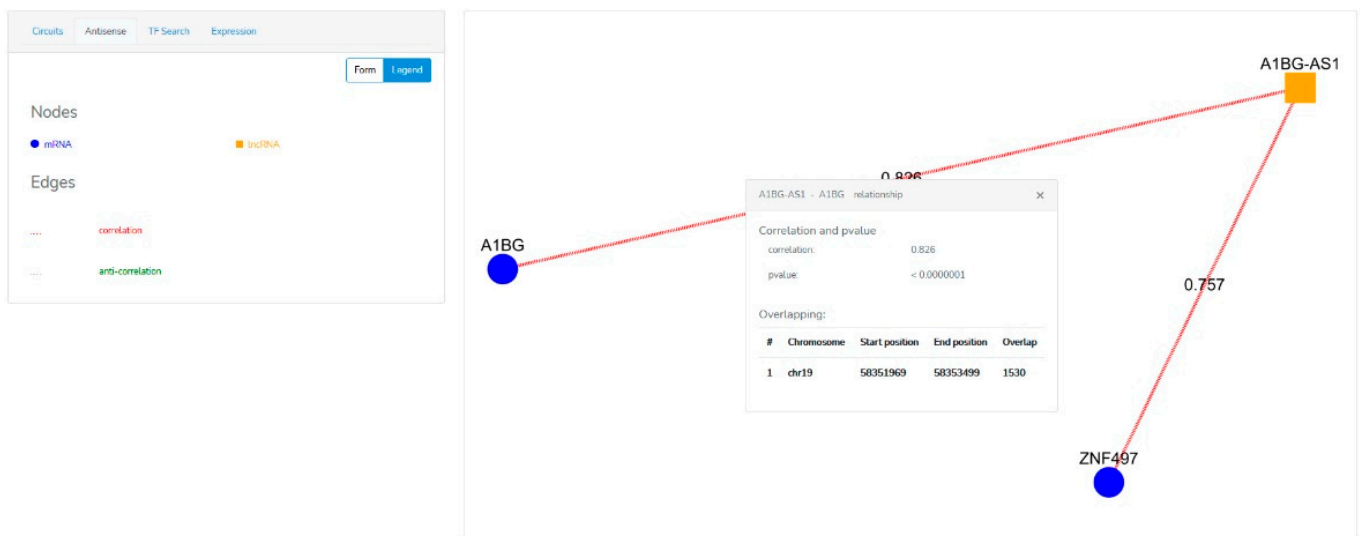 Circuits Antisense TF Search Expression
Form Legend
Nodes
mRNA lncRNA
Edges
.... correlation
.... anti-correlation
A1BG-AS1
0.826
A1BG
A1BG-AS1 - A1BG relationship ×
Correlation and pvalue
correlation: 0.826
pvalue: < 0.0000001
Overlapping:
# Chromosome Start position End position Overlap
1 chr19 58351969 58353499 1530
0.757
ZNF497